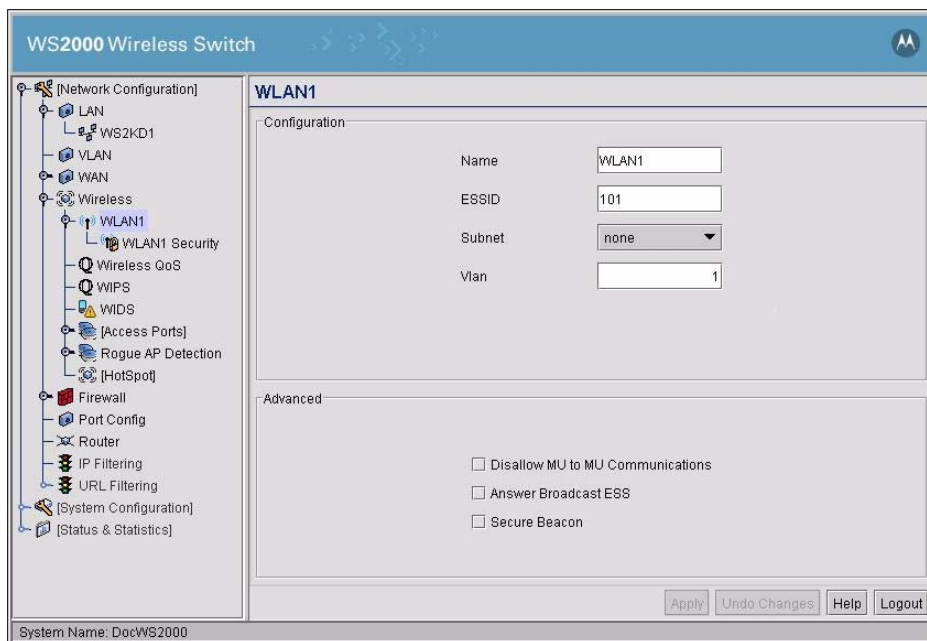 WS2000 Wireless Switch
[Network Configuration]
LAN
WS2KD1
VLAN
WAN
Wireless
WLAN1
WLAN1 Security
Wireless QoS
WIPS
WIDS
[Access Ports]
Rogue AP Detection
[HotSpot]
Firewall
Port Config
Router
IP Filtering
URL Filtering
[System Configuration]
[Status & Statistics]
WLAN1
Configuration
Name WLAN1
ESSID 101
Subnet none
Vlan 1
Advanced
Disallow MU to MU Communications
Answer Broadcast ESS
Secure Beacon
Apply Undo Changes Help Logout
System Name: DocWS2000